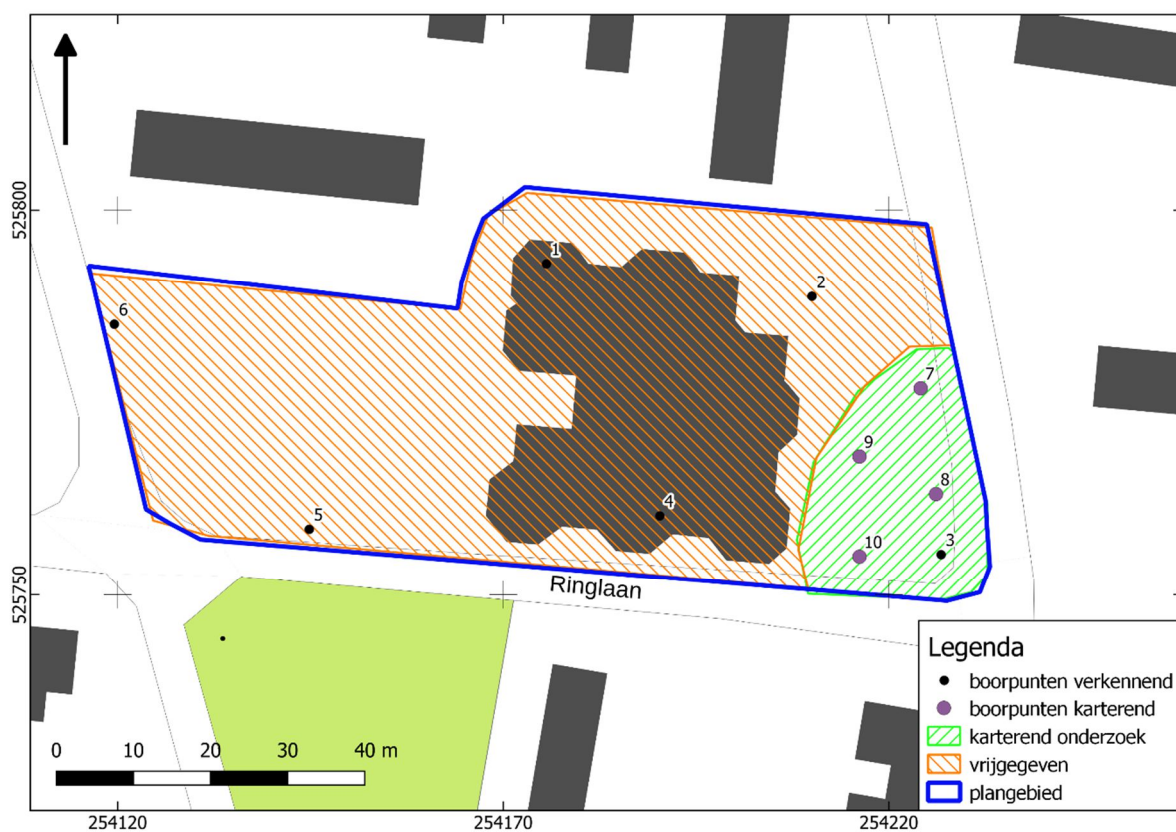 525800
1
2
6
7
9
8
5
4
10
3
525750
Ringlaan
Legenda
boorpunten verkennend
boorpunten karterend
karterend onderzoek
vrijgegeven
plangebied
0 10 20 30 40 m
254120 254170 254220